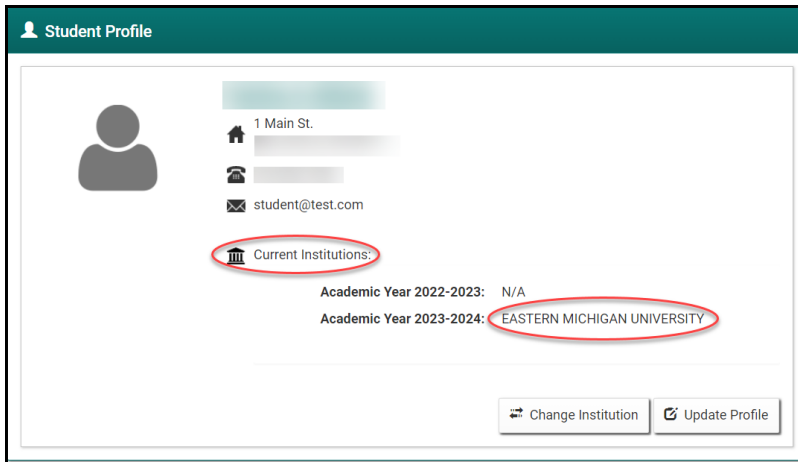 Student Profile
1 Main St.
student@test.com
Current Institutions:
Academic Year 2022-2023: N/A
Academic Year 2023-2024: EASTERN MICHIGAN UNIVERSITY
Change Institution Update Profile